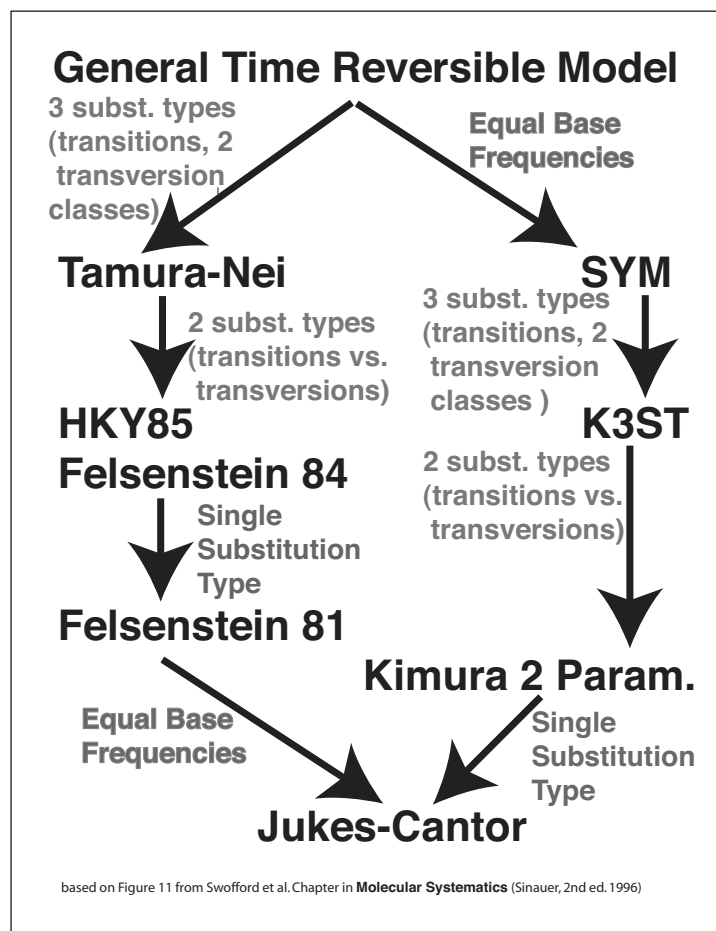 General Time Reversible Model
3 subst. types
(transitions, 2
transversion
classes)
Equal Base
Frequencies
Tamura-Nei
SYM
2 subst. types
(transitions vs.
transversions)
3 subst. types
(transitions, 2
transversion
classes )
HKY85
Felsenstein 84
K3ST
2 subst. types
(transitions vs.
transversions)
Single
Substitution
Type
Felsenstein 81
Kimura 2 Param.
Equal Base
Frequencies
Single
Substitution
Type
Jukes-Cantor
based on Figure 11 from Swofford et al. Chapter in Molecular Systematics (Sinauer, 2nd ed. 1996)